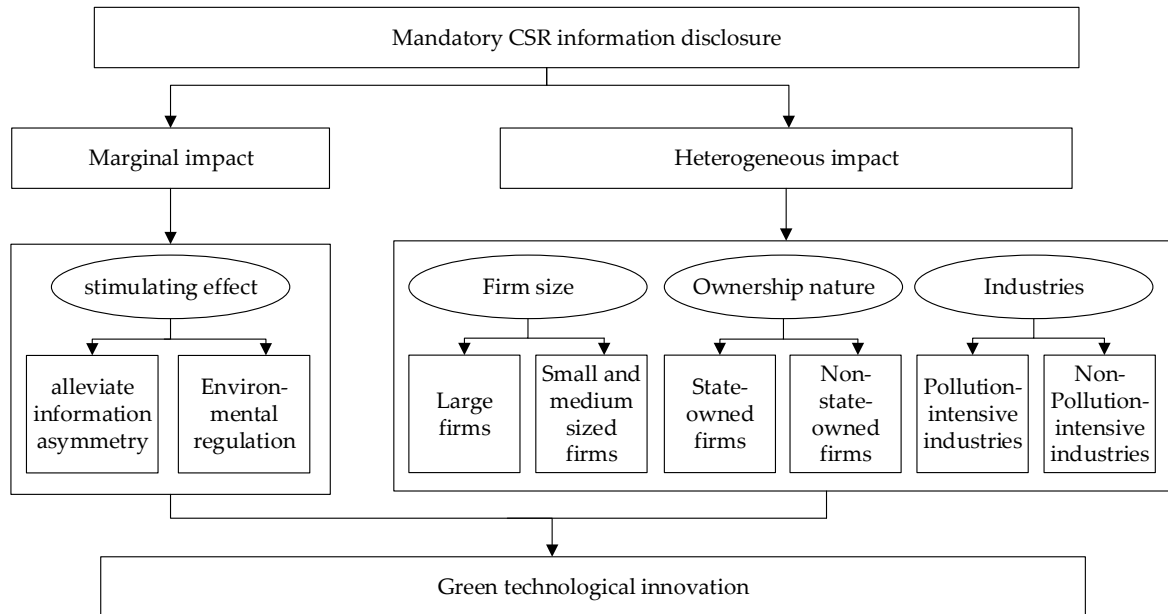 Mandatory CSR information disclosure
Marginal impact
Heterogeneous impact
stimulating effect
Firm size
Ownership nature
Industries
alleviate
information
asymmetry
Environ-
mental
regulation
Large
firms
Small and
medium
sized
firms
State-
owned
firms
Non-
state-
owned
firms
Pollution-
intensive
industries
Non-
Pollution-
intensive
industries
Green technological innovation